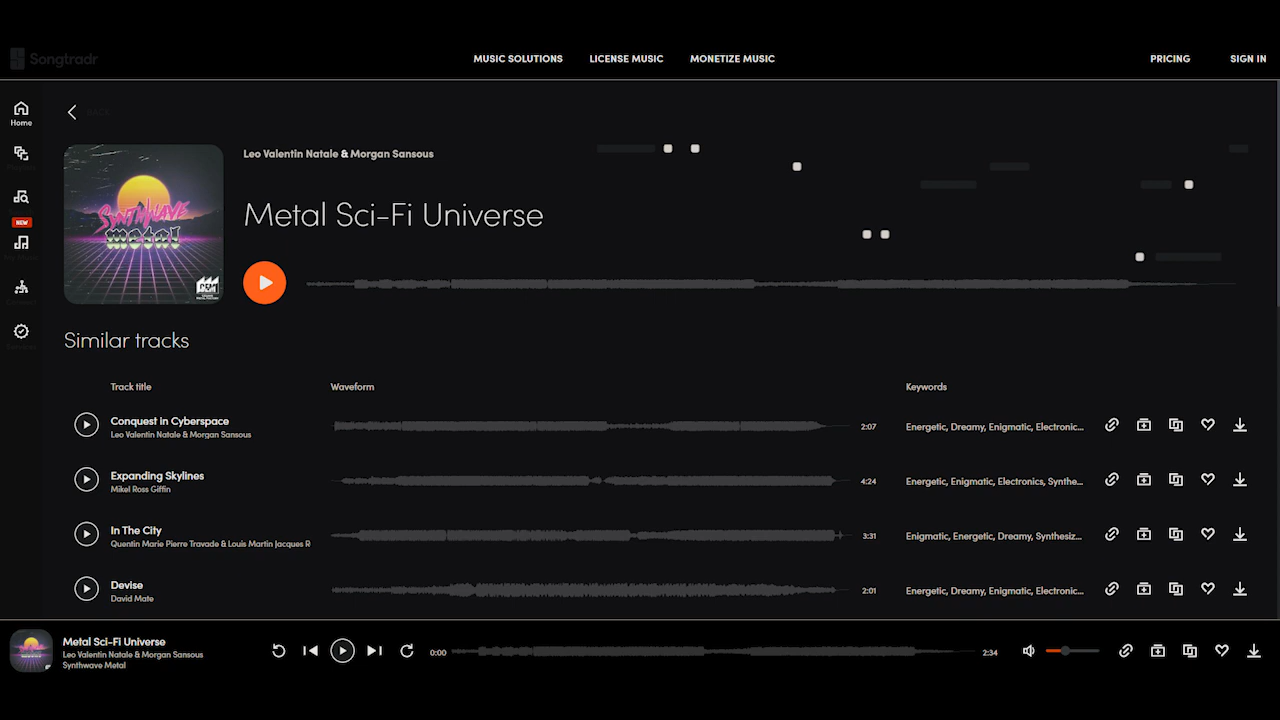 Songtradr
MUSIC SOLUTIONS
LICENSE MUSIC
MONETIZE MUSIC
PRICING
SIGN IN
Home
NEW
BACK
SYNTHWAVE
metal
Leo Valentin Natale & Morgan Sansous
Metal Sci-Fi Universe
Similar tracks
Track title
Waveform
Keywords
Conquest In Cyberspace
Leo Valentin Natale & Morgan Sansous
2:07
Energetic, Dreamy, Enigmatic, Electronic...
Expanding Skylines
Mikel Ross Giffin
4:24
Energetic, Enigmatic, Electronics, Synthe...
In The City
Quentin Marie Pierre Travade & Louis Martin Jacques R
3:31
Enigmatic, Energetic, Dreamy, Synthesiz...
Devise
David Mate
2:01
Energetic, Dreamy, Enigmatic, Electronic...
Metal Sci-Fi Universe
Leo Valentin Natale & Morgan Sansous
Synthwave Metal
0:00
2:34